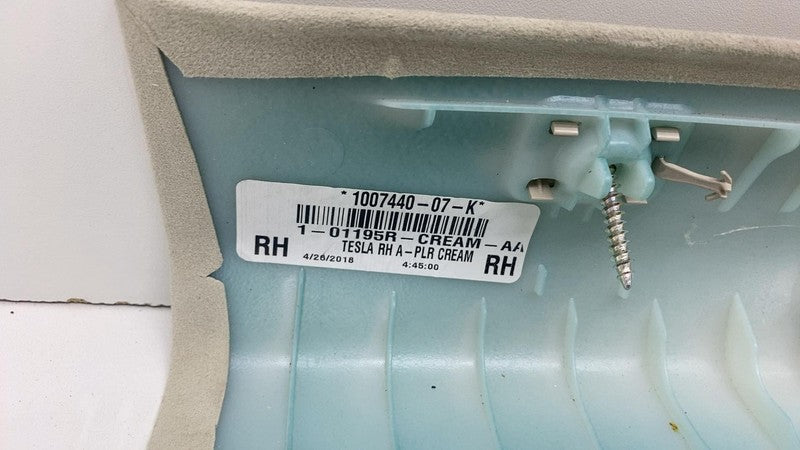 *1007440-07-K*
1-01195R-CREAM-AA
RH TESLA RH A-PLR CREAM RH
4/26/2018 4:45:00